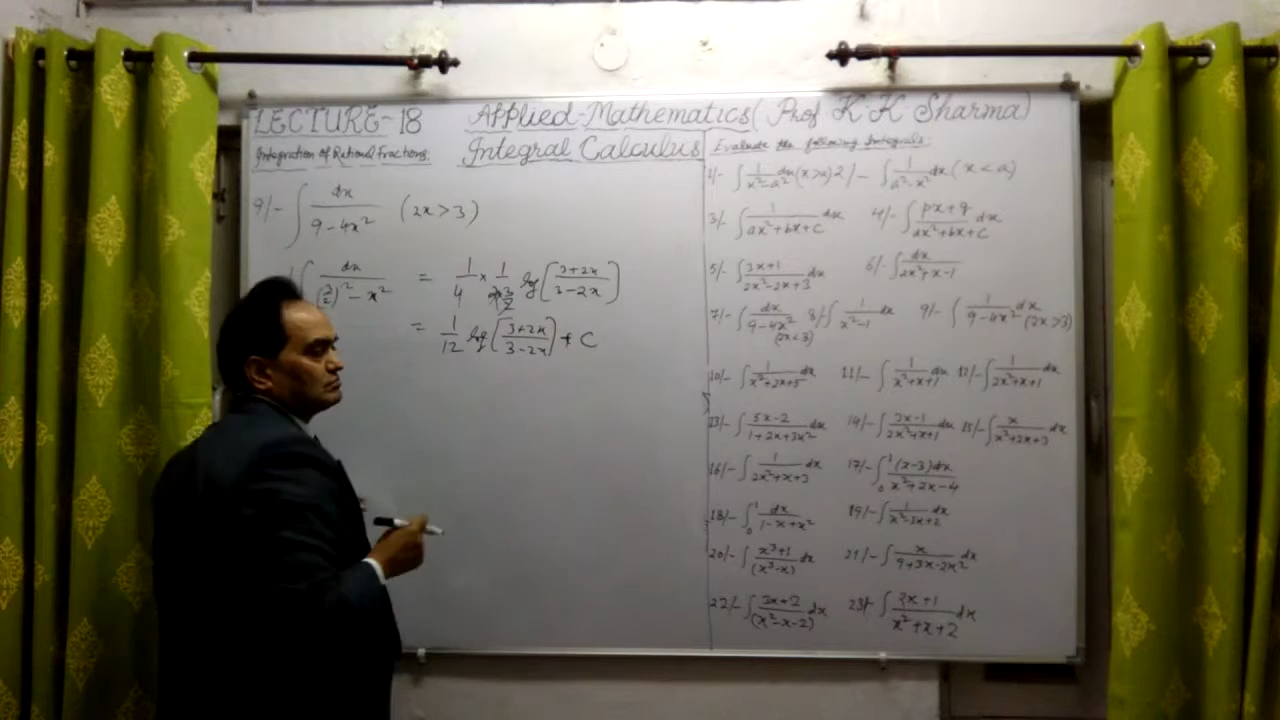 LECTURE-18 Applied-Mathematics (Prof K.K Sharma)
Integration of Rational Fractions. Integral Calculus
9/- ∫ dx / (9-4x²) (2x>3)
∫ dx / ((3/2)² - x²) = 1/4 × 1/(2×3/2) log[(3+2x)/(3-2x)]
= 1/12 log[(3+2x)/(3-2x)] + C
Evaluate the following Integrals:
1/- ∫ 1/(x²-a²) dx (x>a) 2/- ∫ 1/(a²-x²) dx (x<a)
3/- ∫ 1/(ax²+bx+c) dx 4/- ∫ (px+q)/(ax²+bx+c) dx
5/- ∫ (3x+1)/(2x²-2x+3) dx 6/- ∫ dx/(2x²+x-1)
7/- ∫ dx/(9-4x²) (2x<3) 8/- ∫ 1/(x²-1) dx 9/- ∫ 1/(9-4x²) dx (2x>3)
10/- ∫ 1/(x²+2x+5) dx 11/- ∫ 1/(x²+x+1) dx 12/- ∫ 1/(2x²+x+1) dx
13/- ∫ (5x-2)/(1+2x+3x²) dx 14/- ∫ (3x-1)/(2x²+x+1) dx 15/- ∫ x/(x²+2x+3) dx
16/- ∫ 1/(2x²+x+3) dx 17/- ∫₀¹ (x-3)dx/(x²+2x-4)
18/- ∫₀¹ dx/(1-x+x²) 19/- ∫ 1/(x²-3x+2) dx
20/- ∫ (x³+1)/(x³-x) dx 21/- ∫ x/(9+3x-2x²) dx
22/- ∫ (3x+2)/(x²-x-2) dx 23/- ∫ (2x+1)/(x²+x+2) dx